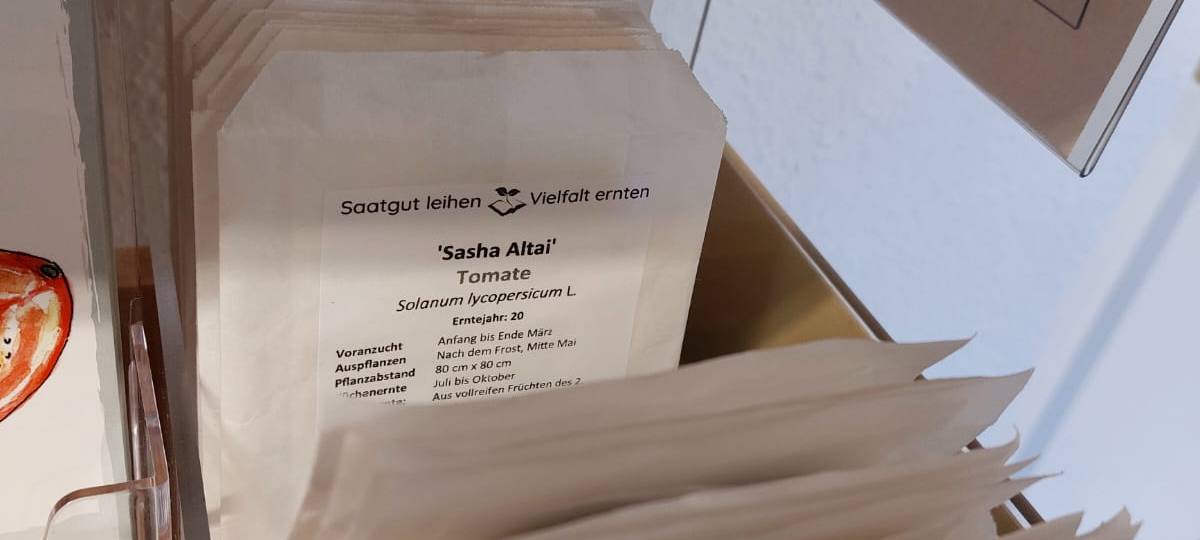 Saatgut leihen Vielfalt ernten
'Sasha Altai'
Tomate
Solanum lycopersicum L.
Erntejahr: 20
Voranzucht Anfang bis Ende März
Auspflanzen Nach dem Frost, Mitte Mai
Pflanzabstand 80 cm x 80 cm
chenernte Juli bis Oktober
Aus vollreifen Früchten des 2